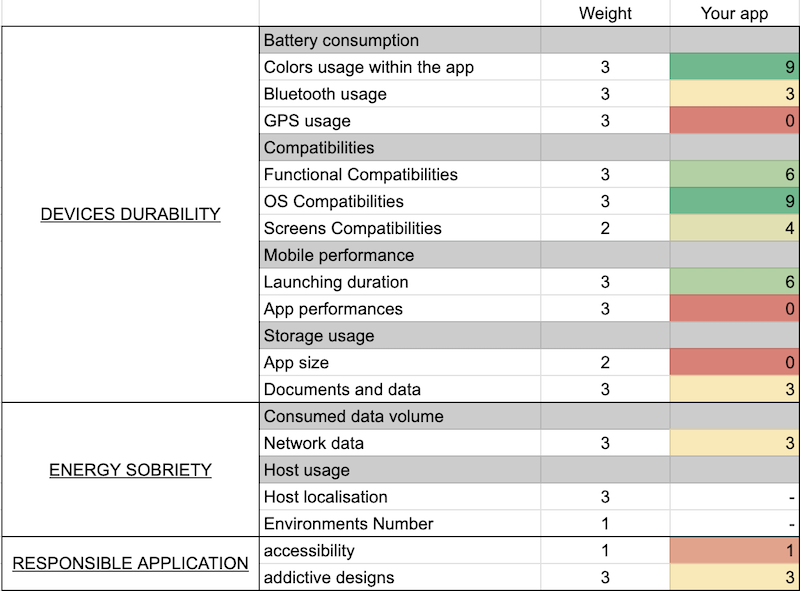 Weight Your app
Battery consumption
Colors usage within the app 3 9
Bluetooth usage 3 3
GPS usage 3 0
Compatibilities
Functional Compatibilities 3 6
OS Compatibilities 3 9
DEVICES DURABILITY
Screens Compatibilities 2 4
Mobile performance
Launching duration 3 6
App performances 3 0
Storage usage
App size 2 0
Documents and data 3 3
Consumed data volume
Network data 3 3
ENERGY SOBRIETY
Host usage
Host localisation 3 -
Environments Number 1 -
RESPONSIBLE APPLICATION
accessibility 1 1
addictive designs 3 3